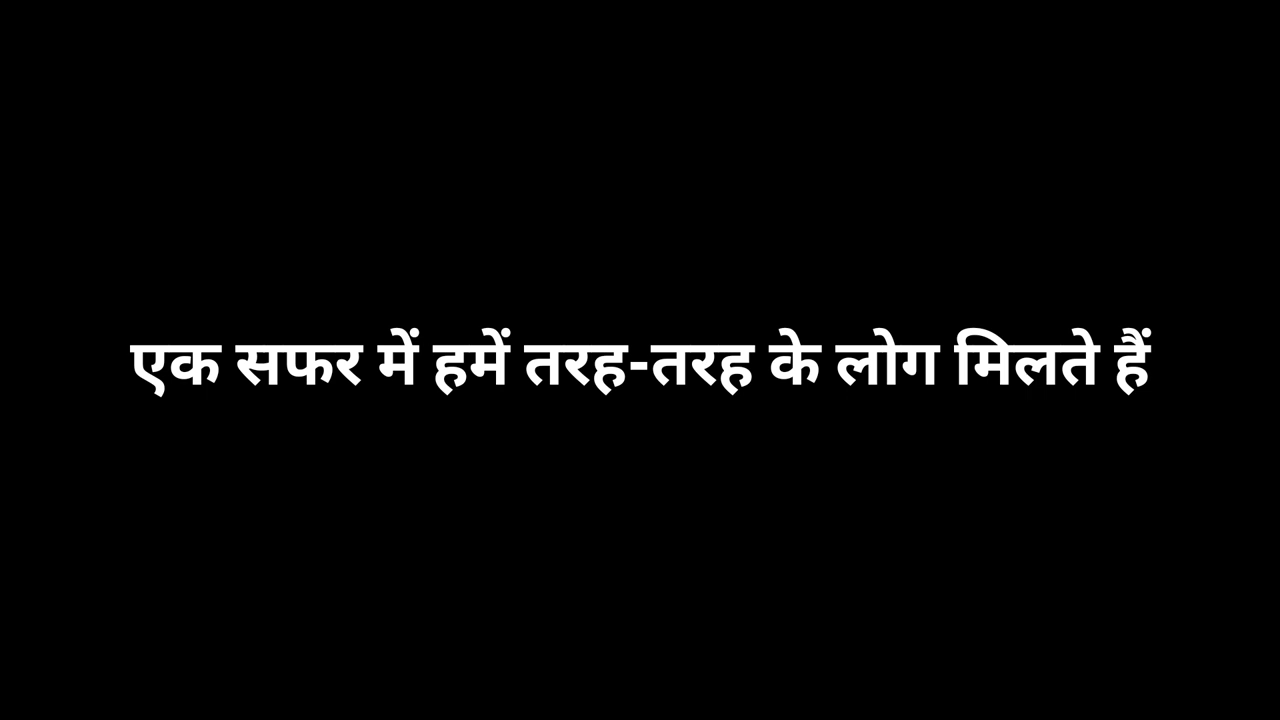 एक सफर में हमें तरह-तरह के लोग मिलते हैं